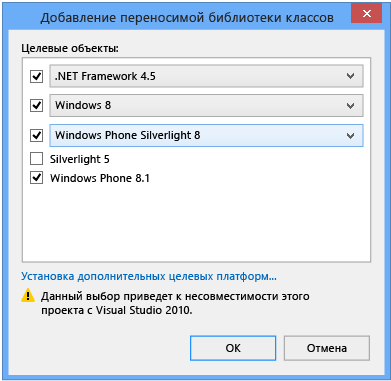 Добавление переносимой библиотеки классов
Целевые объекты:
.NET Framework 4.5
Windows 8
Windows Phone Silverlight 8
Silverlight 5
Windows Phone 8.1
Установка дополнительных целевых платформ...
Данный выбор приведет к несовместимости этого
проекта с Visual Studio 2010.
OK
Отмена